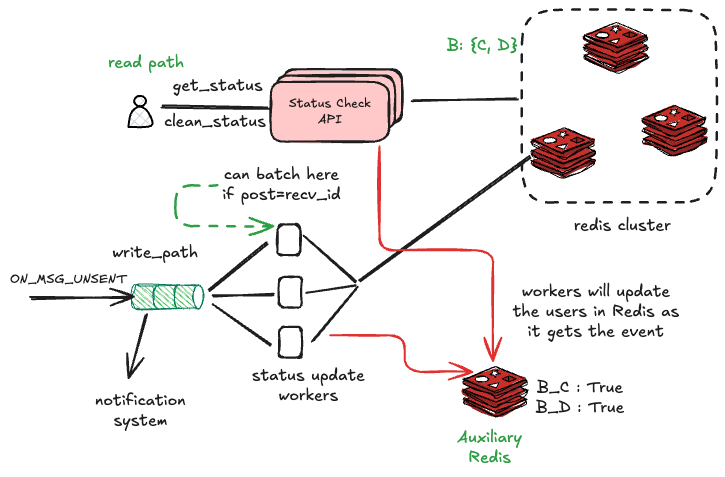 B: {C, D}
read path
get_status
clean_status
Status Check
API
redis cluster
can batch here
if post=recv_id
write_path
ON_MSG_UNSENT
workers will update
the users in Redis as
it gets the event
status update
workers
notification
system
B_C : True
B_D : True
Auxiliary
Redis